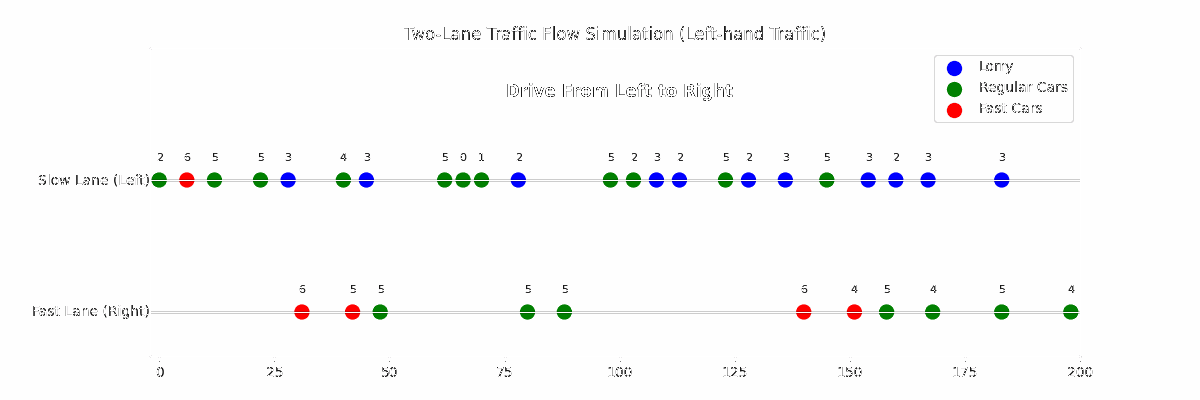 Two-Lane Traffic Flow Simulation (Left-hand Traffic)
Drive From Left to Right
Lorry
Regular Cars
Fast Cars
2 6 5 5 3 4 3 5 0 1 2 5 2 3 2 5 2 3 5 3 2 3 3
Slow Lane (Left)
6 5 5 5 5 6 4 5 4 5 4
Fast Lane (Right)
0 25 50 75 100 125 150 175 200